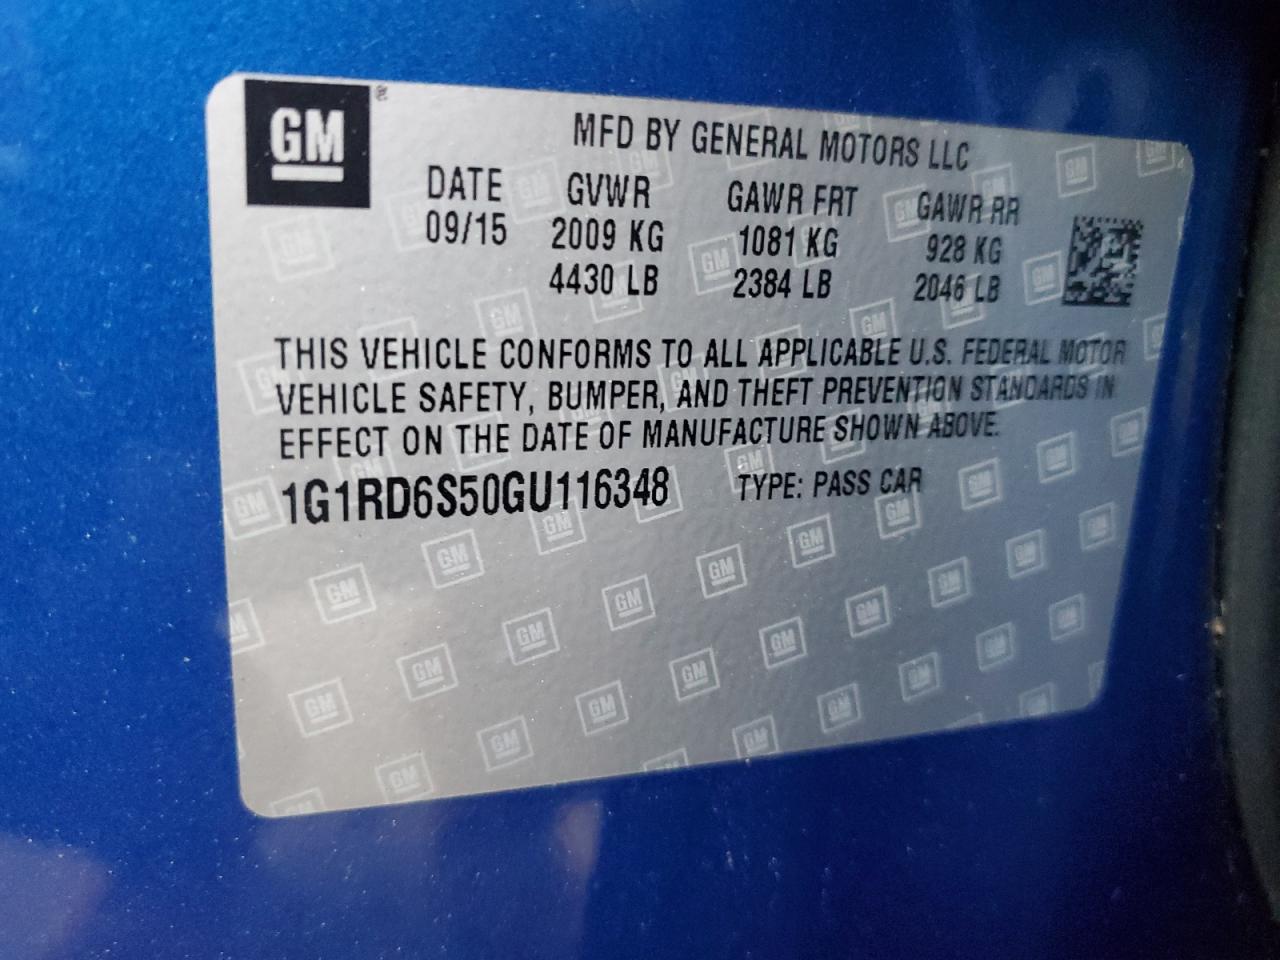 GM
MFD BY GENERAL MOTORS LLC
DATE GVWR GAWR FRT GAWR RR
09/15 2009 KG 1081 KG 928 KG
4430 LB 2384 LB 2046 LB
THIS VEHICLE CONFORMS TO ALL APPLICABLE U.S. FEDERAL MOTOR
VEHICLE SAFETY, BUMPER, AND THEFT PREVENTION STANDARDS IN
EFFECT ON THE DATE OF MANUFACTURE SHOWN ABOVE.
1G1RD6S50GU116348 TYPE: PASS CAR